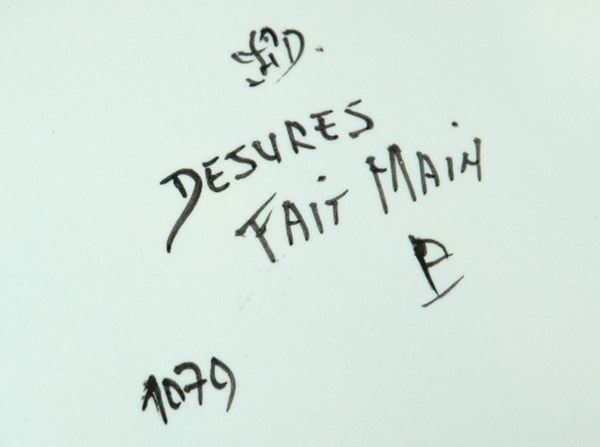 DESURES
FAIT MAIN
P
1079